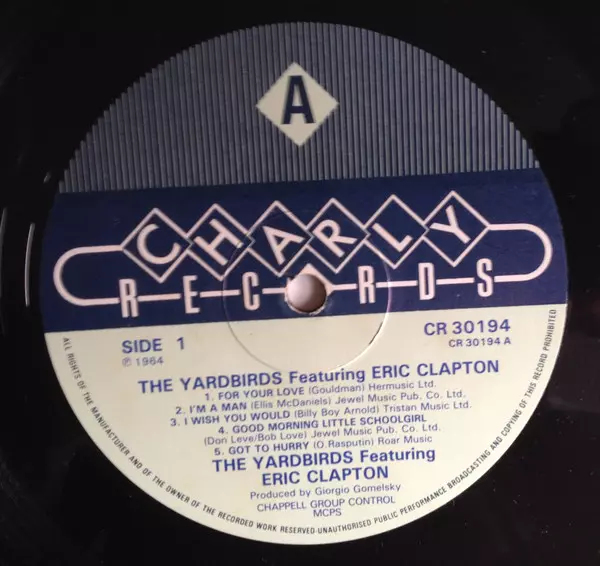 A
CHARLY
RECORDS
SIDE 1
℗ 1964
CR 30194
CR 30194 A
THE YARDBIRDS Featuring ERIC CLAPTON
1. FOR YOUR LOVE (Gouldman) Hermusic Ltd.
2. I'M A MAN (Ellis McDaniels) Jewel Music Pub. Co. Ltd.
3. I WISH YOU WOULD (Billy Boy Arnold) Tristan Music Ltd.
4. GOOD MORNING LITTLE SCHOOLGIRL
(Don Leve/Bob Love) Jewel Music Pub. Co. Ltd.
5. GOT TO HURRY (O.Rasputin) Roar Music
THE YARDBIRDS Featuring
ERIC CLAPTON
Produced by Giorgio Gomelsky
CHAPPELL GROUP CONTROL
MCPS
ALL RIGHTS OF THE MANUFACTURER AND OF THE OWNER OF THE RECORDED WORK RESERVED-UNAUTHORISED PUBLIC PERFORMANCE BROADCASTING AND COPYING OF THIS RECORD PROHIBITED